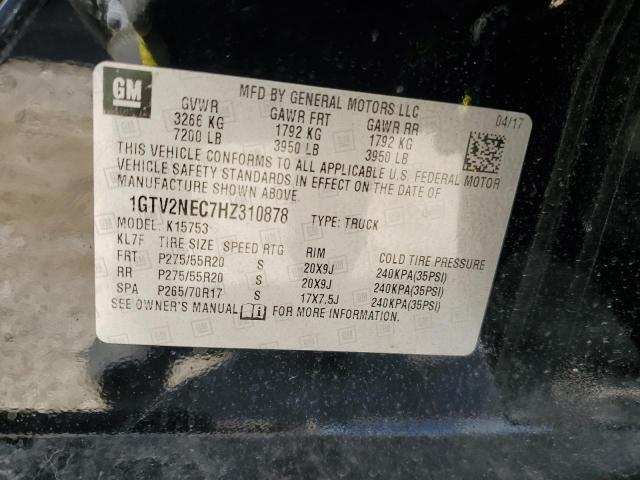 GM
MFD BY GENERAL MOTORS LLC
04/17
GVWR GAWR FRT GAWR RR
3266 KG 1792 KG 1792 KG
7200 LB 3950 LB 3950 LB
THIS VEHICLE CONFORMS TO ALL APPLICABLE U.S. FEDERAL MOTOR
VEHICLE SAFETY STANDARDS IN EFFECT ON THE DATE OF
MANUFACTURE SHOWN ABOVE.
1GTV2NEC7HZ310878 TYPE: TRUCK
MODEL: K15753
KL7F TIRE SIZE SPEED RTG RIM COLD TIRE PRESSURE
FRT P275/55R20 S 20X9J 240KPA(35PSI)
RR P275/55R20 S 20X9J 240KPA(35PSI)
SPA P265/70R17 S 17X7.5J 240KPA(35PSI)
SEE OWNER'S MANUAL i FOR MORE INFORMATION.